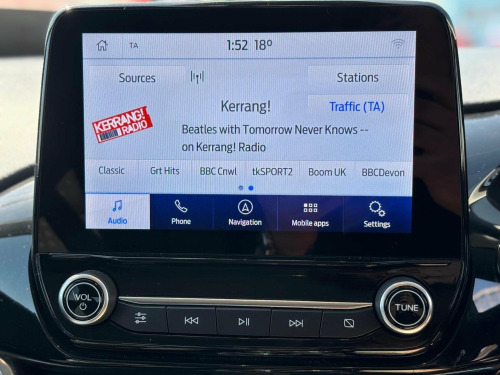 TA 1:52 18°
Sources Stations
Kerrang! Traffic (TA)
KERRANG!
RADIO
Beatles with Tomorrow Never Knows --
on Kerrang! Radio
Classic Grt Hits BBC Cnwl tkSPORT2 Boom UK BBCDevon
Audio Phone Navigation Mobile apps Settings
VOL TUNE